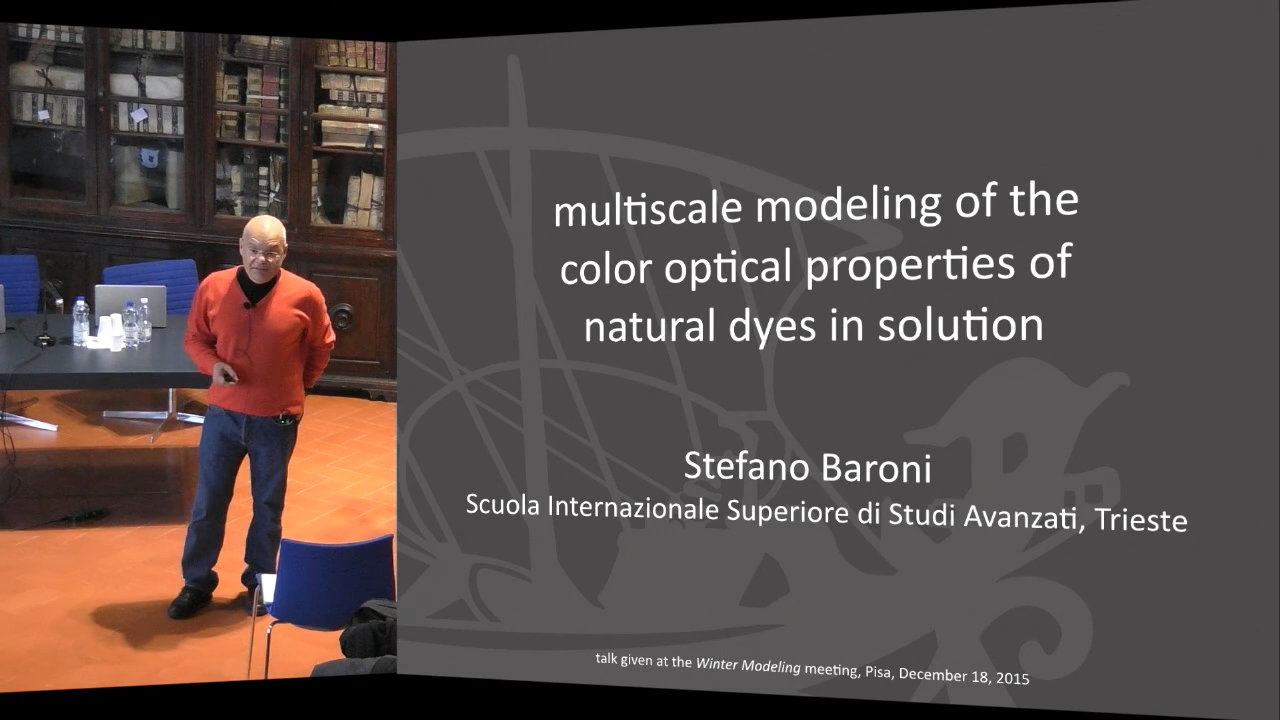 multiscale modeling of the
color optical properties of
natural dyes in solution
Stefano Baroni
Scuola Internazionale Superiore di Studi Avanzati, Trieste
talk given at the Winter Modeling meeting, Pisa, December 18, 2015